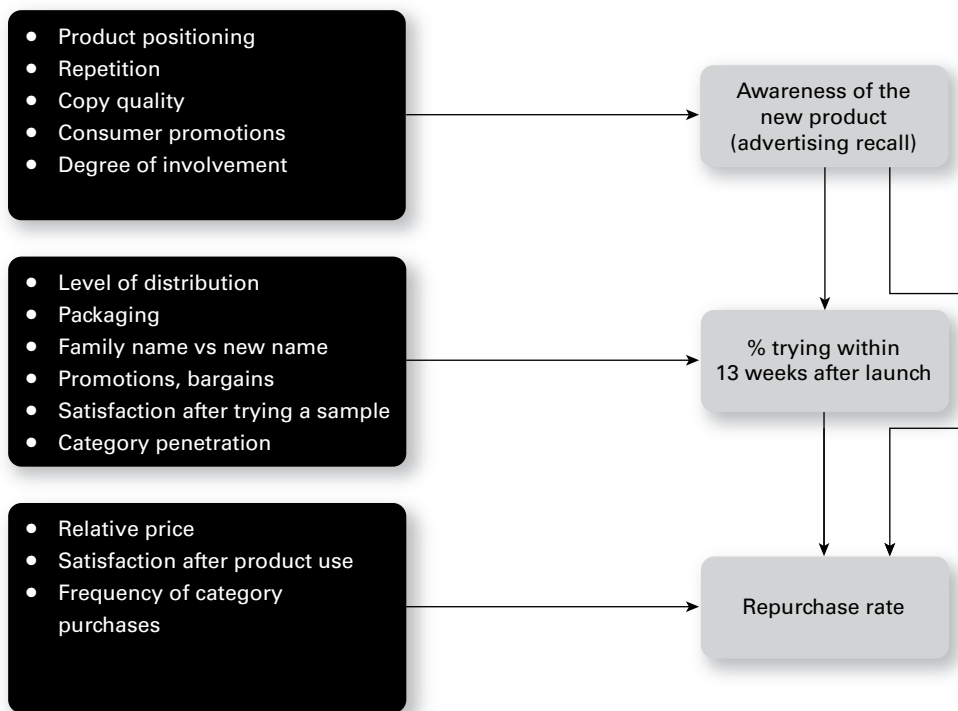 • Product positioning
• Repetition
• Copy quality
• Consumer promotions
• Degree of involvement
Awareness of the
new product
(advertising recall)
• Level of distribution
• Packaging
• Family name vs new name
• Promotions, bargains
• Satisfaction after trying a sample
• Category penetration
% trying within
13 weeks after launch
• Relative price
• Satisfaction after product use
• Frequency of category
purchases
Repurchase rate